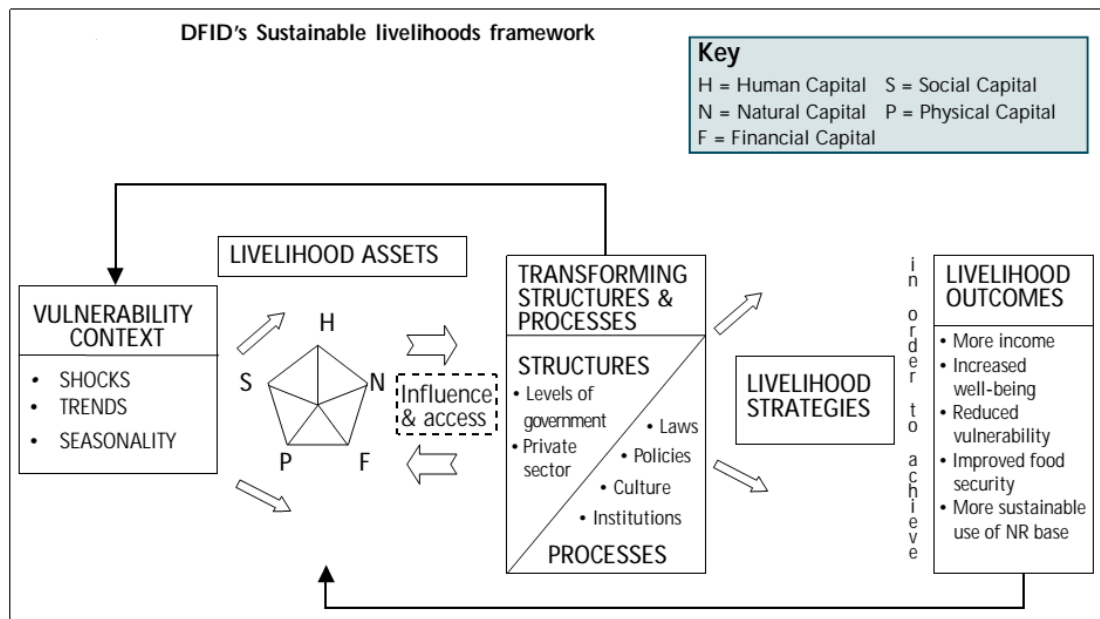 DFID's Sustainable livelihoods framework
Key
H = Human Capital S = Social Capital
N = Natural Capital P = Physical Capital
F = Financial Capital
LIVELIHOOD ASSETS
VULNERABILITY
CONTEXT
• SHOCKS
• TRENDS
• SEASONALITY
H
S
N
P
F
Influence
& access
TRANSFORMING
STRUCTURES &
PROCESSES
STRUCTURES
• Levels of
government
• Private
sector
• Laws
• Policies
• Culture
• Institutions
PROCESSES
LIVELIHOOD
STRATEGIES
in order to achieve
LIVELIHOOD
OUTCOMES
• More income
• Increased
well-being
• Reduced
vulnerability
• Improved food
security
• More sustainable
use of NR base